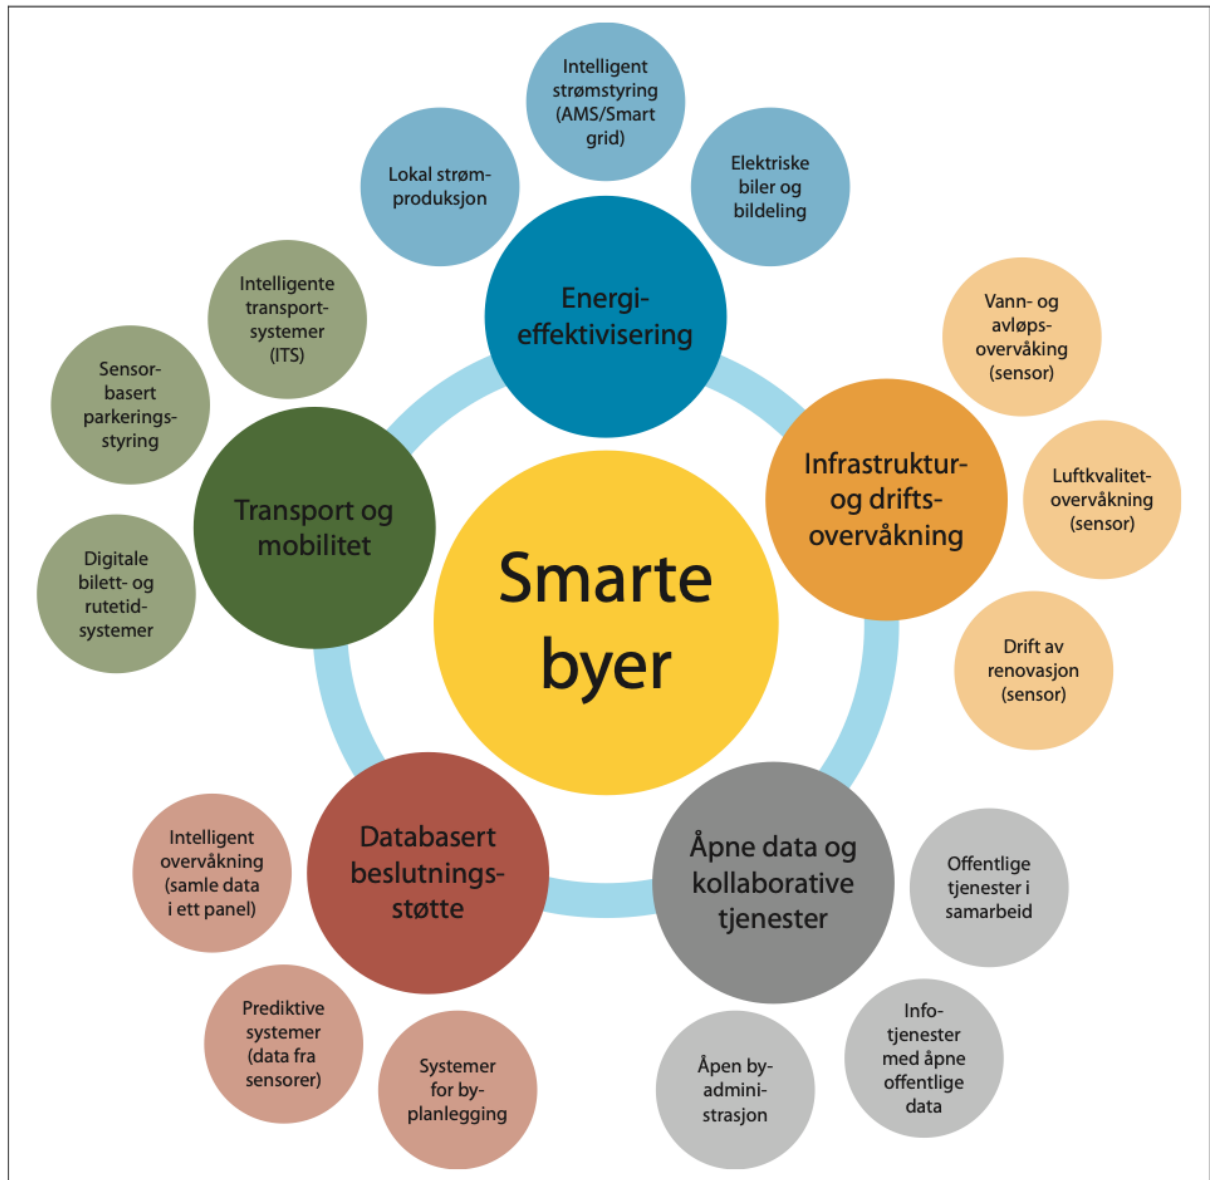 Intelligent
strømstyring
(AMS/Smart
grid)
Lokal strøm-
produksjon
Elektriske
biler og
bildeling
Energi-
effektivisering
Intelligente
transport-
systemer
(ITS)
Sensor-
basert
parkerings-
styring
Digitale
bilett- og
rutetid-
systemer
Transport og
mobilitet
Vann- og
avløps-
overvåking
(sensor)
Luftkvalitet-
overvåkning
(sensor)
Drift av
renovasjon
(sensor)
Infrastruktur-
og drifts-
overvåkning
Smarte
byer
Databasert
beslutnings-
støtte
Intelligent
overvåkning
(samle data
i ett panel)
Prediktive
systemer
(data fra
sensorer)
Systemer
for by-
planlegging
Åpne data og
kollaborative
tjenester
Offentlige
tjenester i
samarbeid
Info-
tjenester
med åpne
offentlige
data
Åpen by-
admini-
strasjon